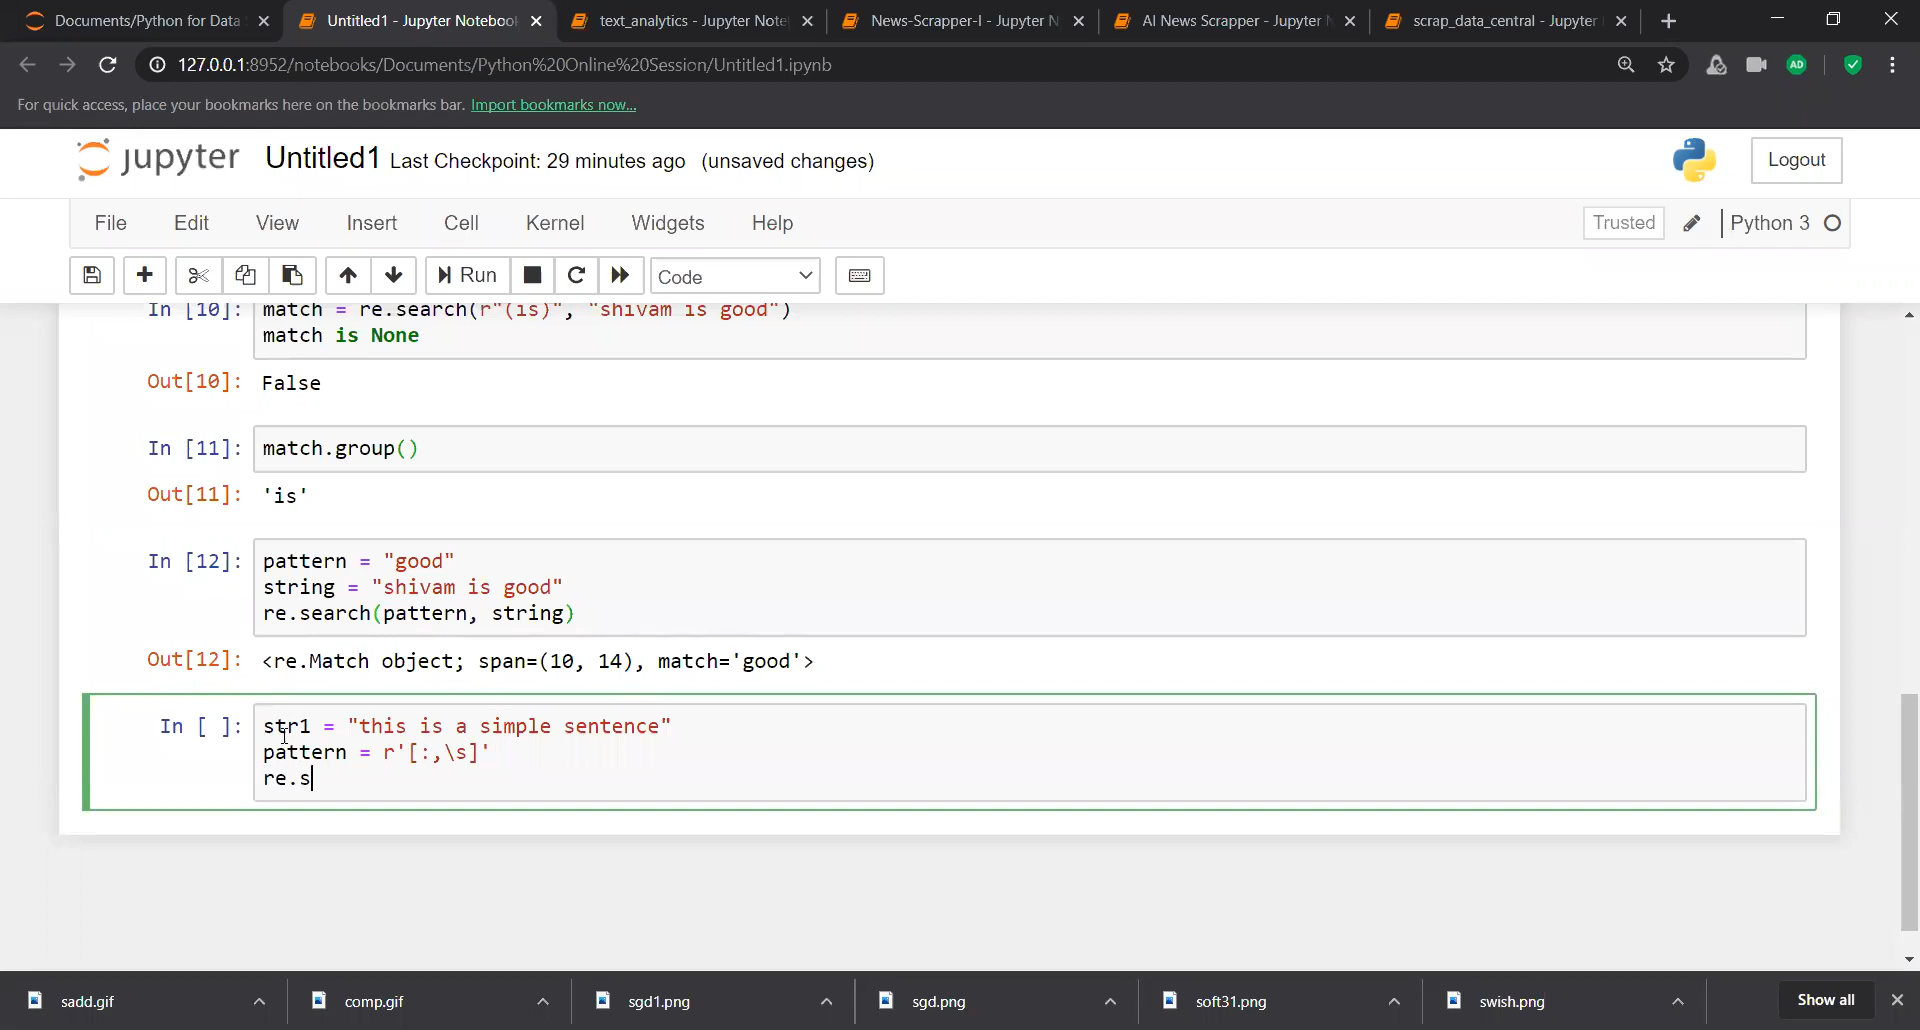 Documents/Python for Data
Untitled1 - Jupyter Notebook
text_analytics - Jupyter Note
News-Scrapper-I - Jupyter N
AI News Scrapper - Jupyter
scrap_data_central - Jupyter
127.0.0.1:8952/notebooks/Documents/Python%20Online%20Session/Untitled1.ipynb
AD
For quick access, place your bookmarks here on the bookmarks bar. Import bookmarks now...
jupyter Untitled1 Last Checkpoint: 29 minutes ago (unsaved changes)
Logout
File Edit View Insert Cell Kernel Widgets Help
Trusted Python 3
Run Code
In [10]: match = re.search(r"(is)", "shivam is good")
match is None
Out[10]: False
In [11]: match.group()
Out[11]: 'is'
In [12]: pattern = "good"
string = "shivam is good"
re.search(pattern, string)
Out[12]: <re.Match object; span=(10, 14), match='good'>
In [ ]: str1 = "this is a simple sentence"
pattern = r'[:,\s]'
re.s
sadd.gif comp.gif sgd1.png sgd.png soft31.png swish.png Show all